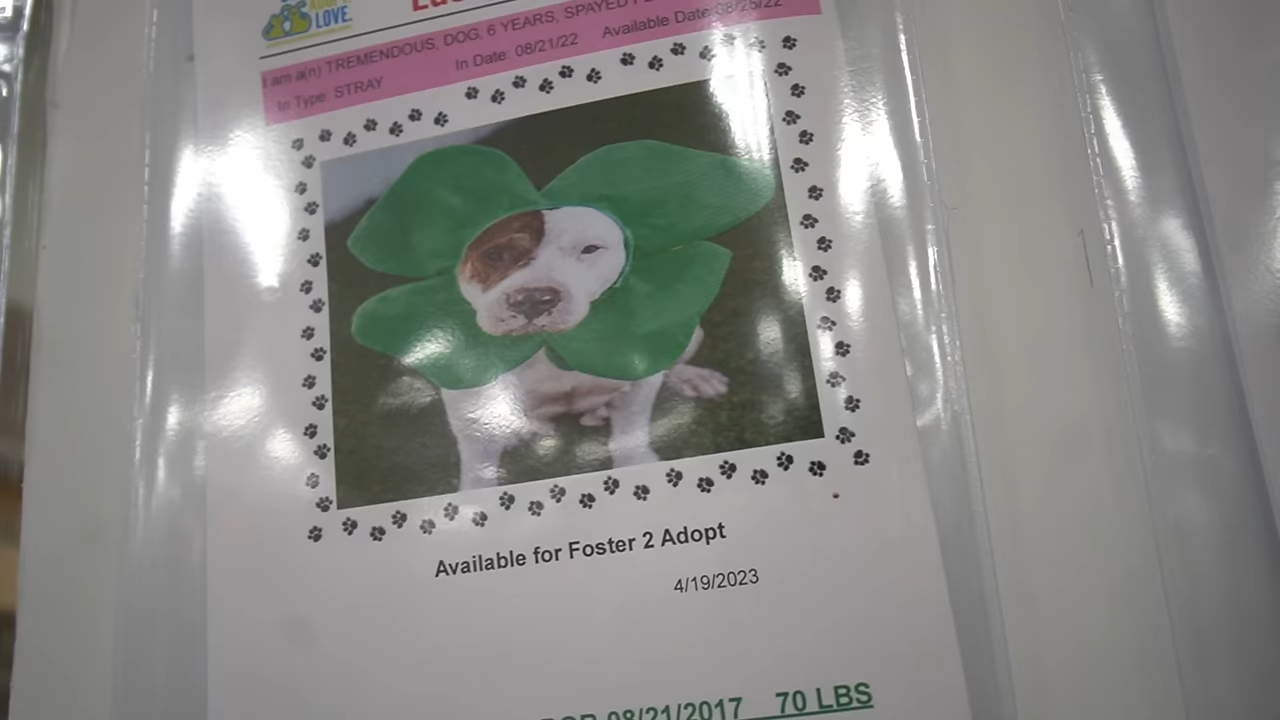 LOVE.
I am a(n) TREMENDOUS, DOG, 6 YEARS, SPAYED
In Type: STRAY In Date: 08/21/22 Available Date: 08/25/22
Available for Foster 2 Adopt
4/19/2023
DOB 08/21/2017 70 LBS